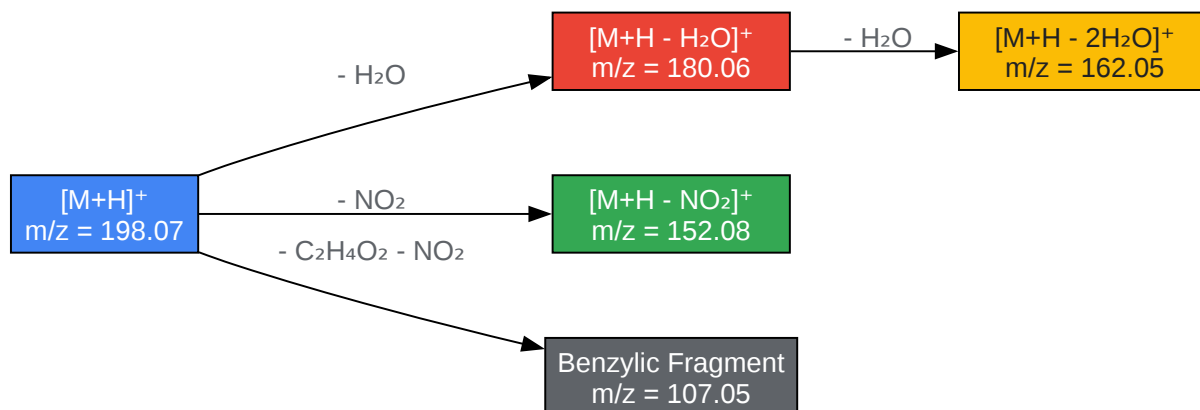 [M+H - H₂O]⁺
m/z = 180.06
- H₂O
[M+H - 2H₂O]⁺
m/z = 162.05
- H₂O
[M+H]⁺
m/z = 198.07
- NO₂
[M+H - NO₂]⁺
m/z = 152.08
- C₂H₄O₂ - NO₂
Benzylic Fragment
m/z = 107.05